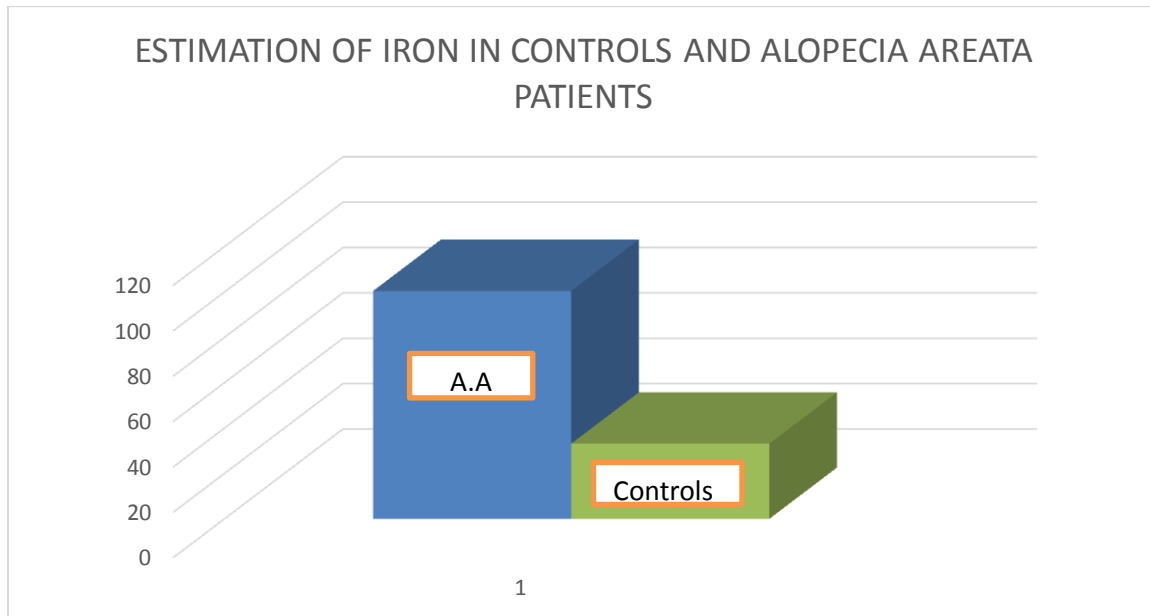 ESTIMATION OF IRON IN CONTROLS AND ALOPECIA AREATA
PATIENTS
120
100
80
60
40
20
0
A.A
Controls
1